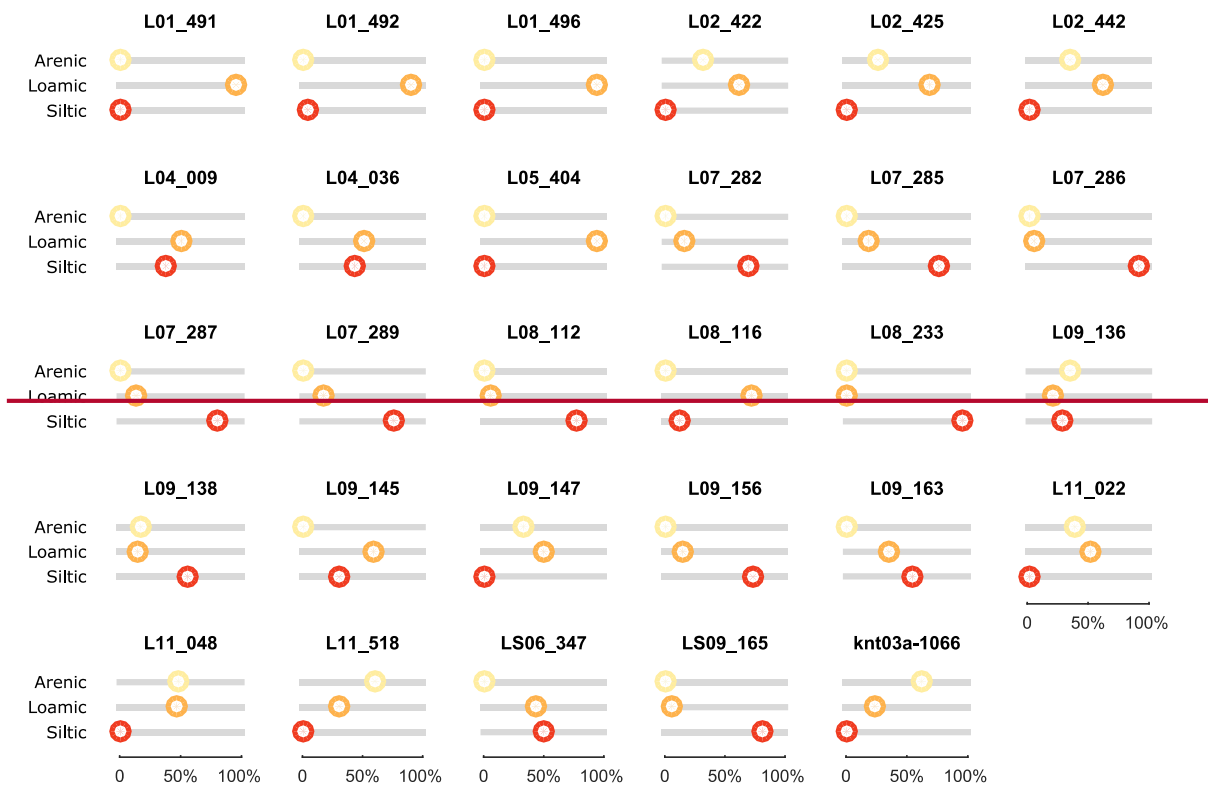 L01_491 L01_492 L01_496 L02_422 L02_425 L02_442
Arenic
Loamic
Siltic
L04_009 L04_036 L05_404 L07_282 L07_285 L07_286
Arenic
Loamic
Siltic
L07_287 L07_289 L08_112 L08_116 L08_233 L09_136
Arenic
Loamic
Siltic
L09_138 L09_145 L09_147 L09_156 L09_163 L11_022
Arenic
Loamic
Siltic
0 50% 100%
L11_048 L11_518 LS06_347 LS09_165 knt03a-1066
Arenic
Loamic
Siltic
0 50% 100% 0 50% 100% 0 50% 100% 0 50% 100% 0 50% 100%